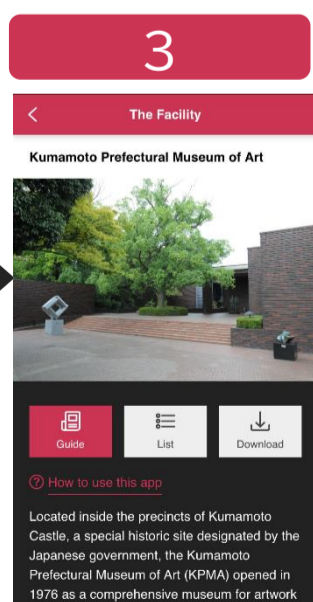 3
The Facility
Kumamoto Prefectural Museum of Art
Guide
List
Download
? How to use this app
Located inside the precincts of Kumamoto
Castle, a special historic site designated by the
Japanese government, the Kumamoto
Prefectural Museum of Art (KPMA) opened in
1976 as a comprehensive museum for artwork